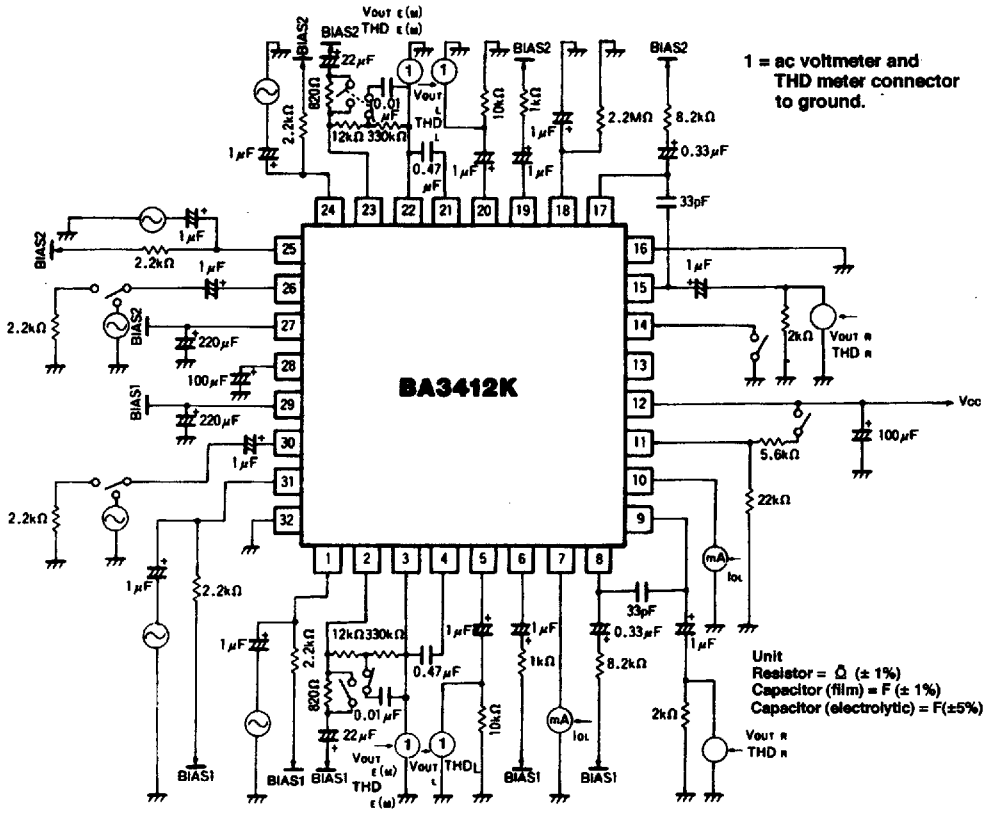 VOUT E(M)
THD E(M)
BIAS2
BIAS2
22μF
820Ω
2.2kΩ
1μF
0.01
μF
12kΩ 330kΩ
1
1
VOUT
L
THD
L
0.47
μF
10kΩ
1μF
BIAS2
1kΩ
1μF
1μF
2.2MΩ
BIAS2
8.2kΩ
0.33μF
33pF
1 = ac voltmeter and
THD meter connector
to ground.
24 23 22 21 20 19 18 17
BIAS2
1μF
2.2kΩ
25
1μF
26
2.2kΩ
BIAS2
27
220μF
28
100μF
BIAS1
29
220μF
30
1μF
31
2.2kΩ
32
BA3412K
16
15
1μF
14
2kΩ
VOUT R
THD R
13
12
Vcc
100μF
11
5.6kΩ
10
22kΩ
9
mA
IOL
1 2 3 4 5 6 7 8
1μF
2.2kΩ
BIAS1
1μF
2.2kΩ
BIAS1
12kΩ 330kΩ
820Ω
0.01μF
22μF
BIAS1
0.47μF
1
1
VOUT
E(M)
THD
E(M)
VOUT
L
THDL
1μF
10kΩ
1μF
1kΩ
BIAS1
mA
IOL
33pF
0.33μF
8.2kΩ
BIAS1
1μF
2kΩ
VOUT R
THD R
Unit
Resistor = Ω (± 1%)
Capacitor (film) = F (± 1%)
Capacitor (electrolytic) = F(±5%)